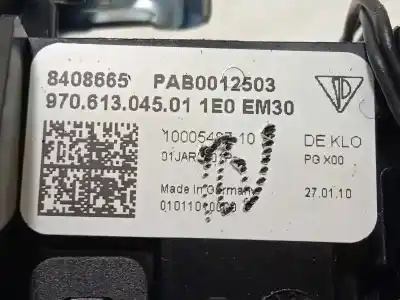 8408665 PAB0012503
970.613.045.01 1E0 EM30
DE KLO
PG X00
Made in Germany
27.01.10